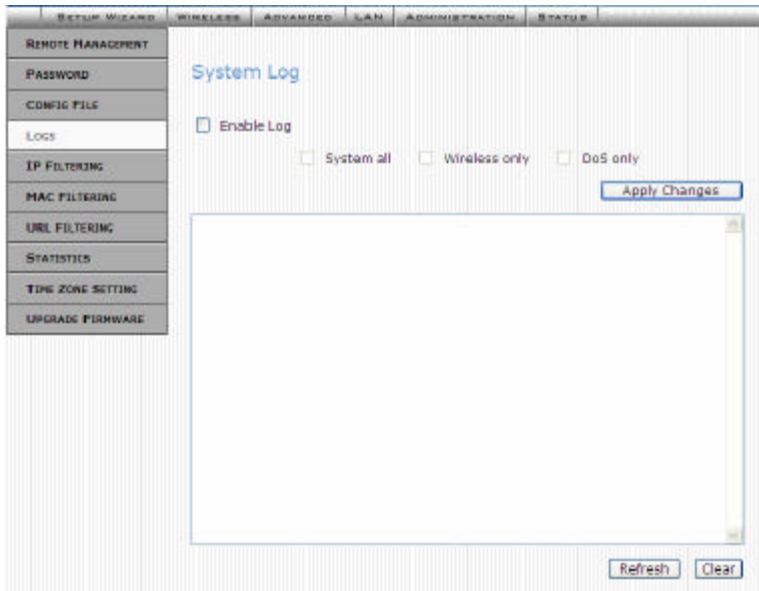 SETUP WIZARD WIRELESS ADVANCED LAN ADMINISTRATION STATUS
REMOTE MANAGEMENT
PASSWORD
CONFIG FILE
LOGS
IP FILTERING
MAC FILTERING
URL FILTERING
STATISTICS
TIME ZONE SETTING
UPGRADE FIRMWARE
System Log
Enable Log
System all Wireless only DoS only
Apply Changes
Refresh Clear